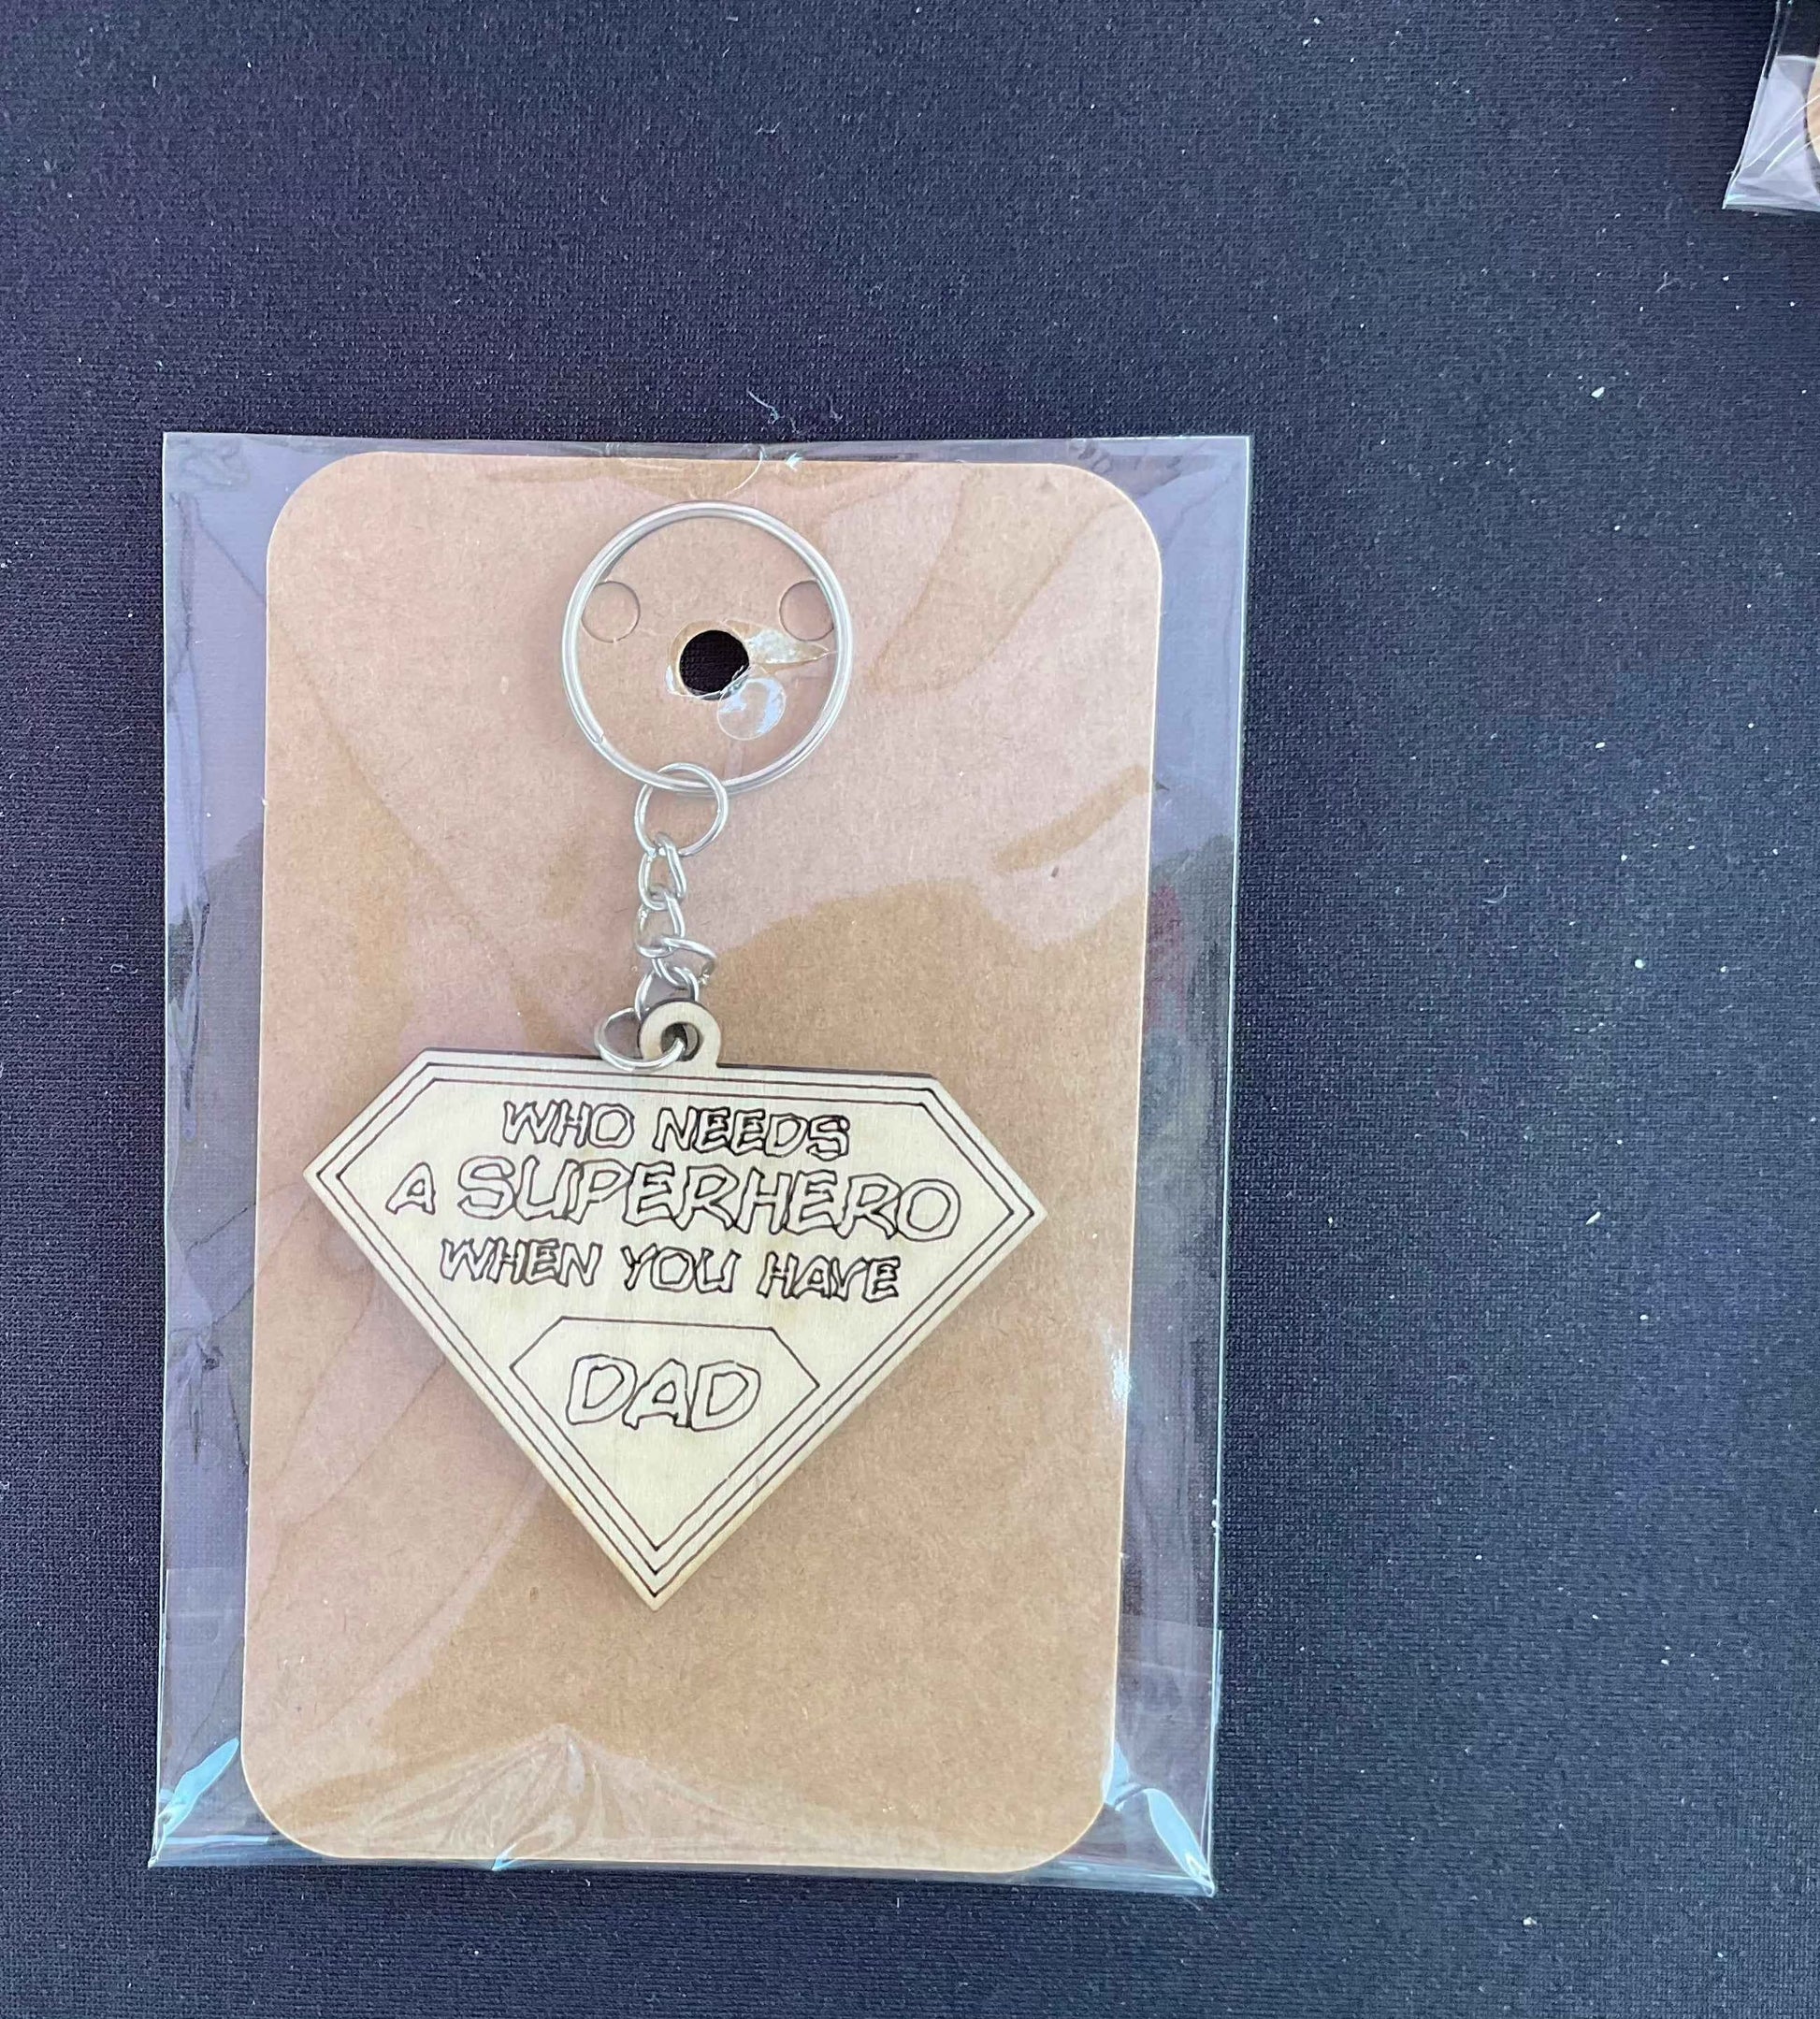 WHO NEEDS
A SUPERHERO
WHEN YOU HAVE
DAD